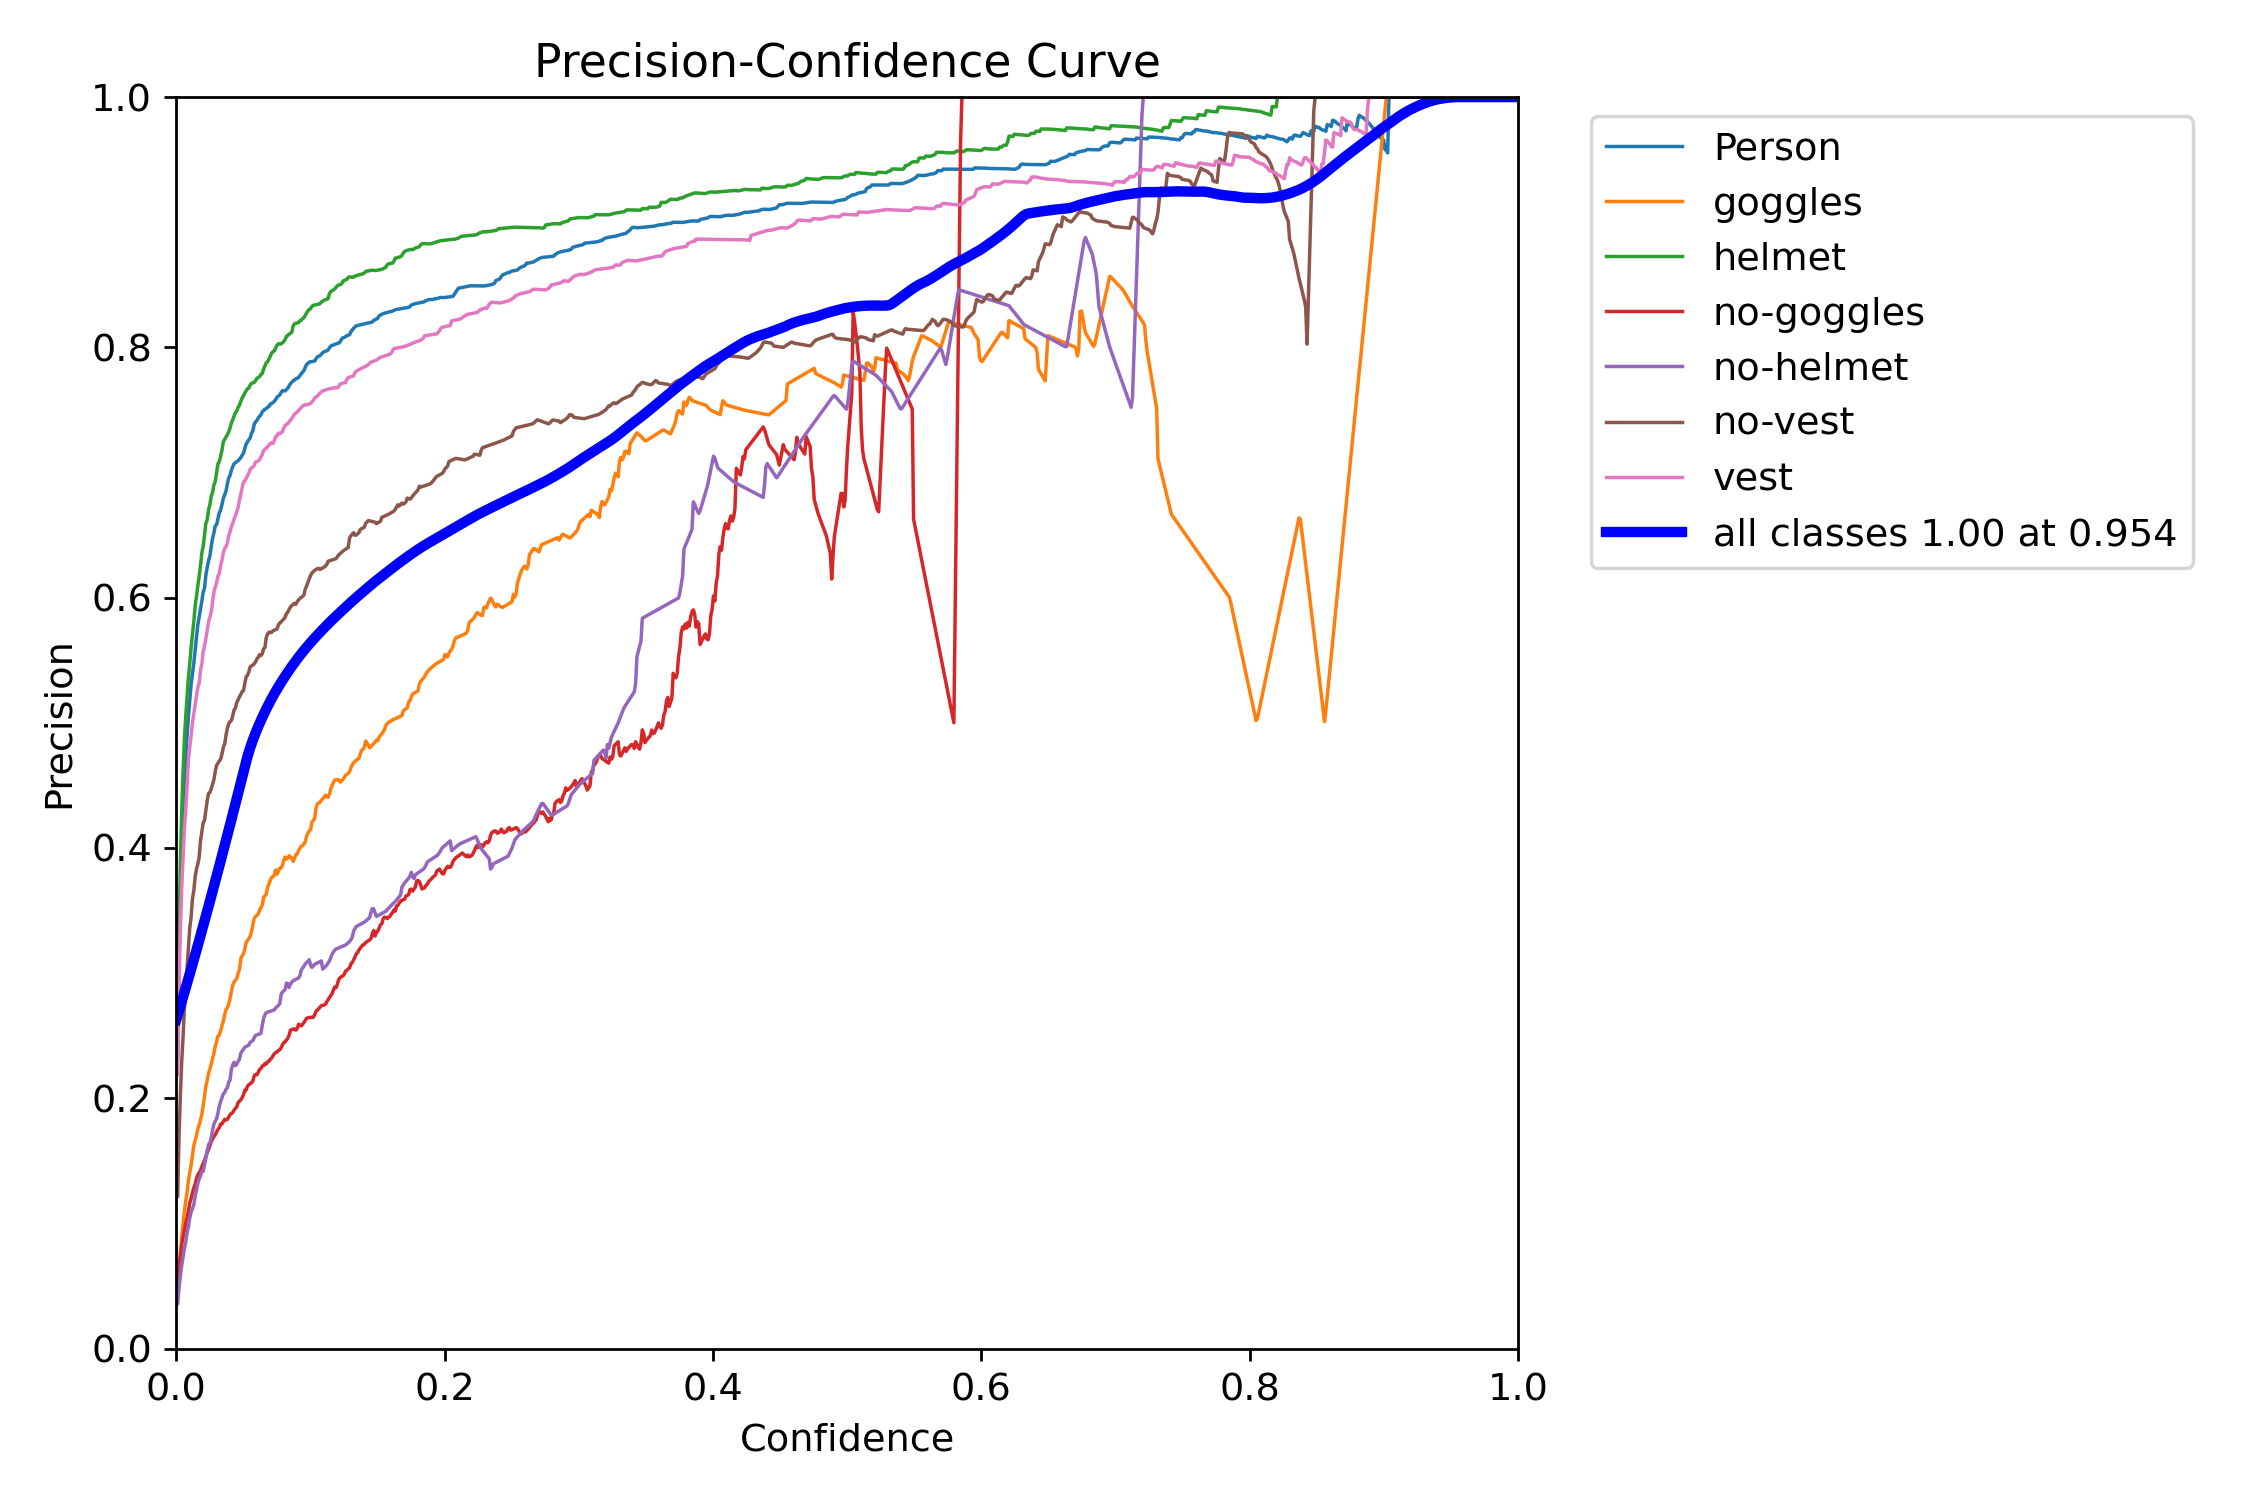 Precision-Confidence Curve
1.0
0.8
0.6
0.4
0.2
0.0
Precision
0.0 0.2 0.4 0.6 0.8 1.0
Confidence
Person
goggles
helmet
no-goggles
no-helmet
no-vest
vest
all classes 1.00 at 0.954